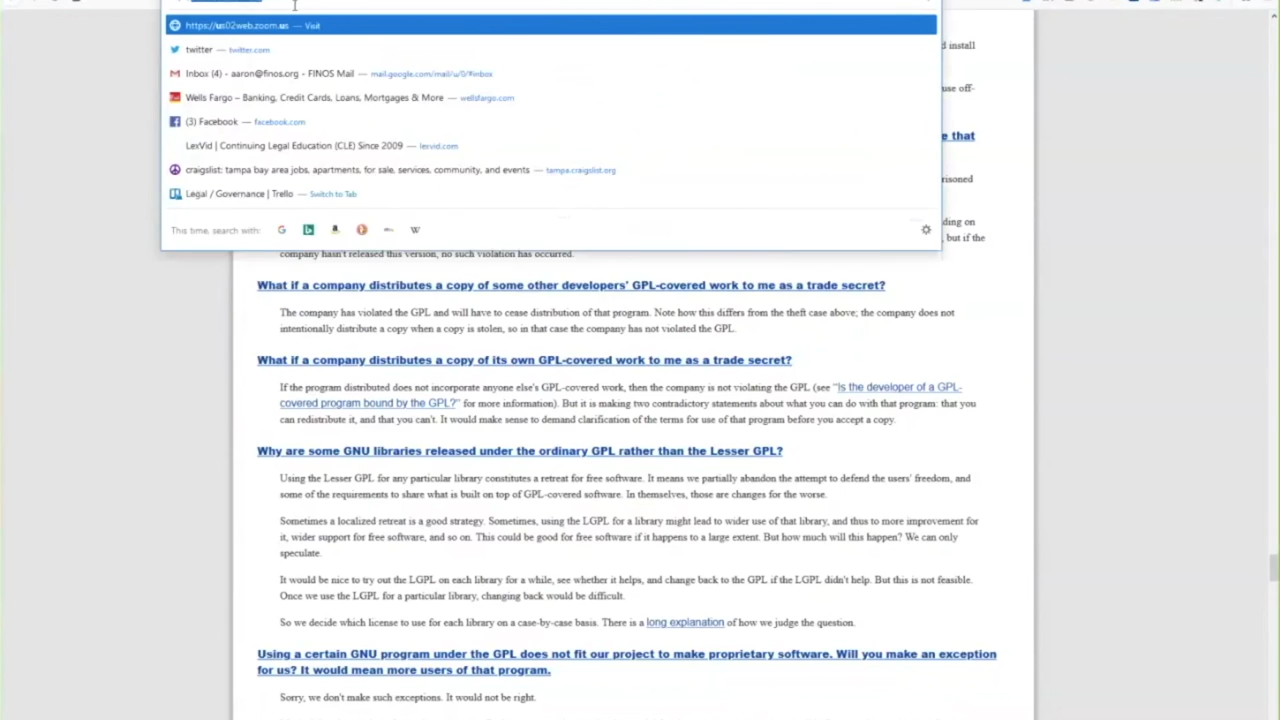 https://us02web.zoom.us — Visit
twitter — twitter.com
Inbox (4) - aaron@finos.org - FINOS Mail — mail.google.com/mail/u/0/#inbox
Wells Fargo – Banking, Credit Cards, Loans, Mortgages & More — wellsfargo.com
(3) Facebook — facebook.com
LexVid | Continuing Legal Education (CLE) Since 2009 — lexvid.com
craigslist: tampa bay area jobs, apartments, for sale, services, community, and events — tampa.craigslist.org
Legal / Governance | Trello — Switch to Tab
This time, search with:
install
use off-
e that
isoned
ding on
, but if the
company hasn't released this version, no such violation has occurred.
What if a company distributes a copy of some other developers' GPL-covered work to me as a trade secret?
The company has violated the GPL and will have to cease distribution of that program. Note how this differs from the theft case above; the company does not
intentionally distribute a copy when a copy is stolen, so in that case the company has not violated the GPL.
What if a company distributes a copy of its own GPL-covered work to me as a trade secret?
If the program distributed does not incorporate anyone else's GPL-covered work, then the company is not violating the GPL (see "Is the developer of a GPL-
covered program bound by the GPL?" for more information). But it is making two contradictory statements about what you can do with that program: that you
can redistribute it, and that you can't. It would make sense to demand clarification of the terms for use of that program before you accept a copy.
Why are some GNU libraries released under the ordinary GPL rather than the Lesser GPL?
Using the Lesser GPL for any particular library constitutes a retreat for free software. It means we partially abandon the attempt to defend the users' freedom, and
some of the requirements to share what is built on top of GPL-covered software. In themselves, those are changes for the worse.
Sometimes a localized retreat is a good strategy. Sometimes, using the LGPL for a library might lead to wider use of that library, and thus to more improvement for
it, wider support for free software, and so on. This could be good for free software if it happens to a large extent. But how much will this happen? We can only
speculate.
It would be nice to try out the LGPL on each library for a while, see whether it helps, and change back to the GPL if the LGPL didn't help. But this is not feasible.
Once we use the LGPL for a particular library, changing back would be difficult.
So we decide which license to use for each library on a case-by-case basis. There is a long explanation of how we judge the question.
Using a certain GNU program under the GPL does not fit our project to make proprietary software. Will you make an exception
for us? It would mean more users of that program.
Sorry, we don't make such exceptions. It would not be right.